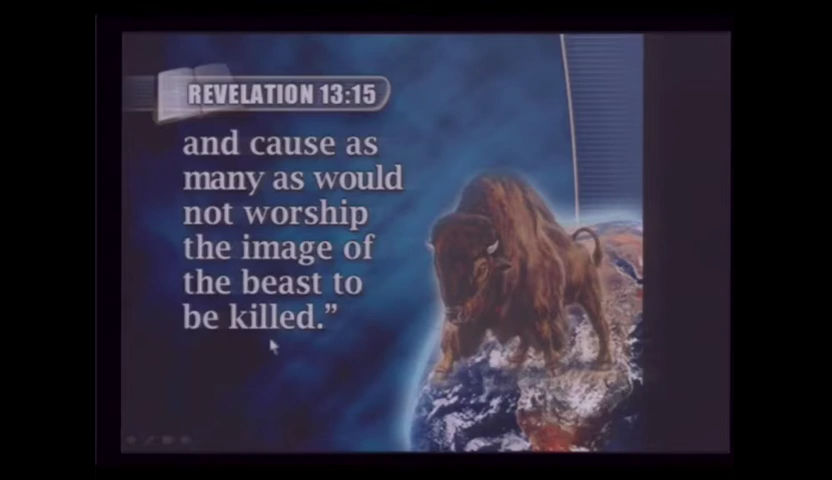 REVELATION 13:15
and cause as
many as would
not worship
the image of
the beast to
be killed.”